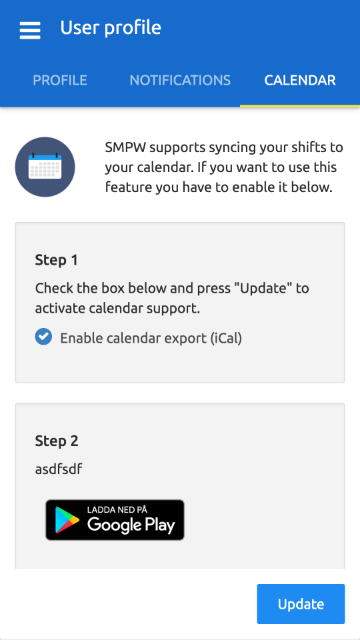 User profile
PROFILE
NOTIFICATIONS
CALENDAR
SMPW supports syncing your shifts to
your calendar. If you want to use this
feature you have to enable it below.
Step 1
Check the box below and press "Update" to
activate calendar support.
Enable calendar export (iCal)
Step 2
asdfsdf
LADDA NED PÅ
Google Play
Update